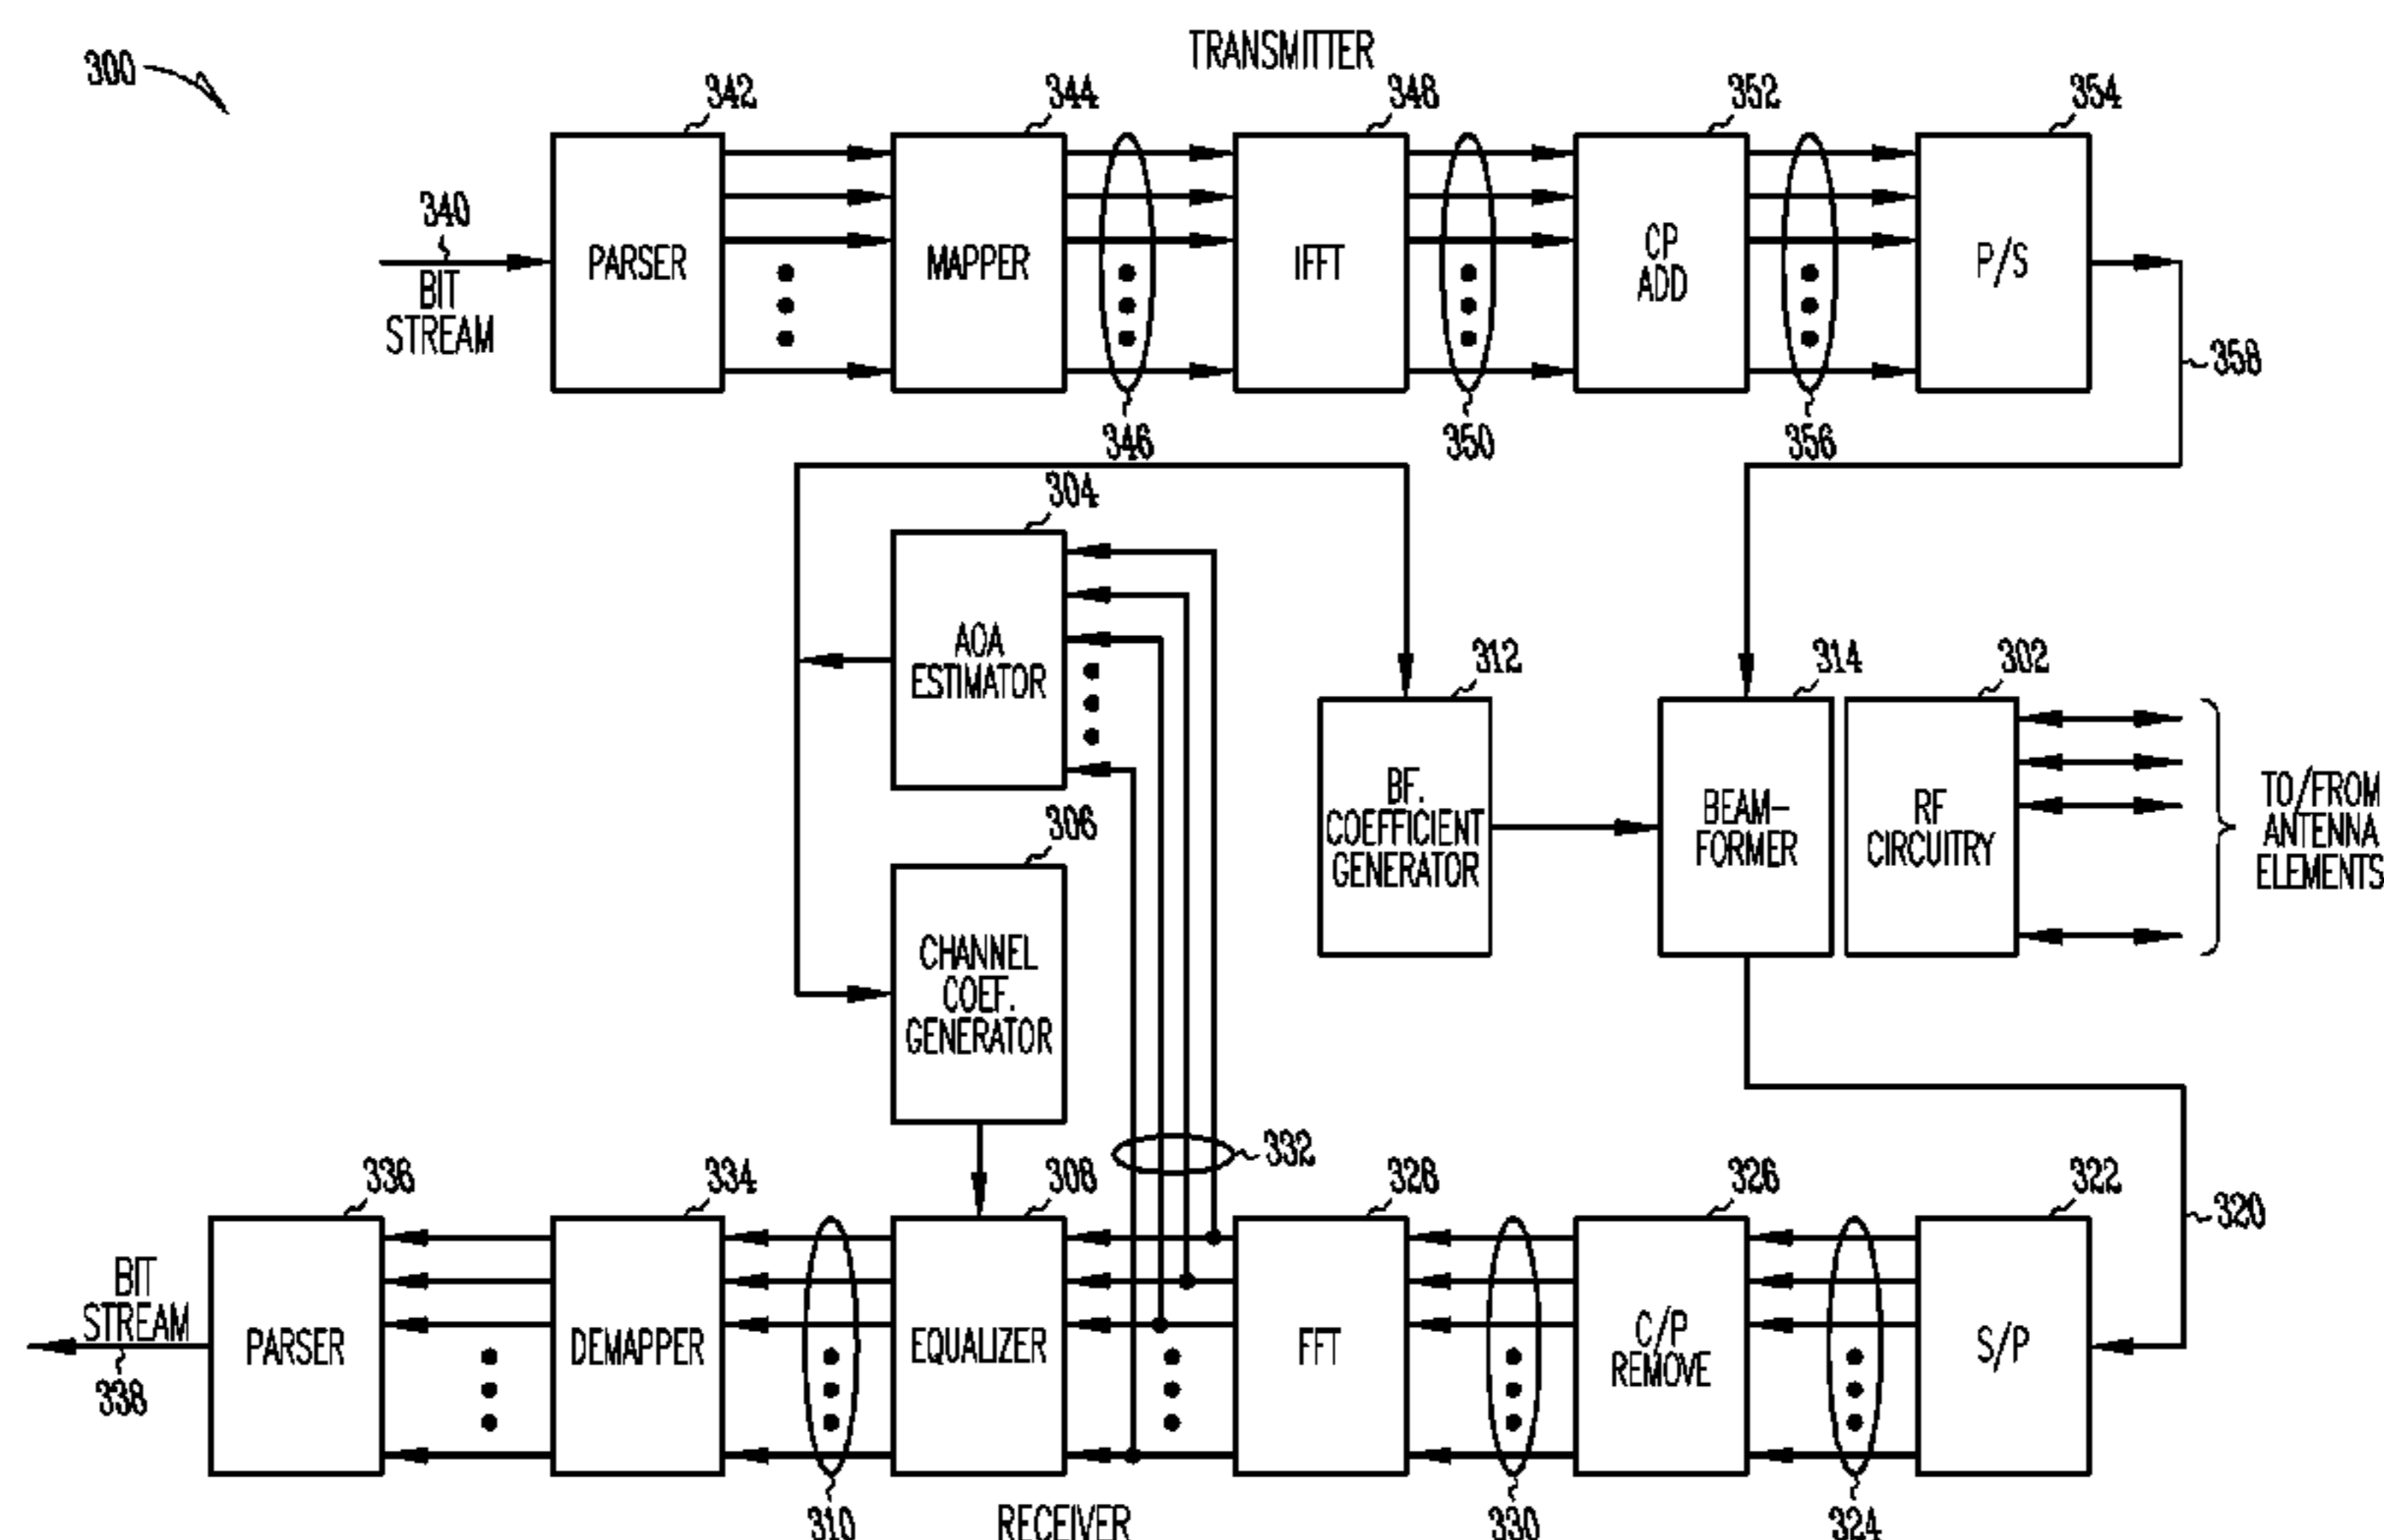 300
TRANSMITTER
342
344
348
352
354
340
BIT
STREAM
PARSER
MAPPER
IFFT
CP
ADD
P/S
358
346
350
356
304
AOA
ESTIMATOR
312
314
302
BF.
COEFFICIENT
GENERATOR
BEAM-
FORMER
RF
CIRCUITRY
TO/FROM
ANTENNA
ELEMENTS
306
CHANNEL
COEF.
GENERATOR
332
336
334
308
328
326
322
320
BIT
STREAM
338
PARSER
DEMAPPER
EQUALIZER
FFT
C/P
REMOVE
S/P
310
RECEIVER
330
324